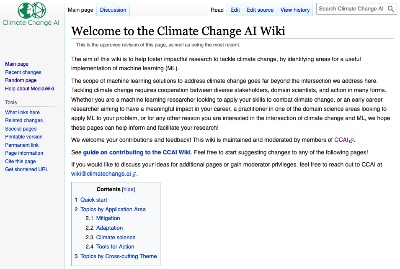 Climate Change AI
Main page
Discussion
Read
Edit
Edit source
View history
Search Climate Change AI
Welcome to the Climate Change AI Wiki
This is the approved revision of this page, as well as being the most recent.
Main page
Recent changes
Random page
Help about MediaWiki
Tools
What links here
Related changes
Special pages
Printable version
Permanent link
Page information
Cite this page
Get shortened URL
The aim of this wiki is to help foster impactful research to tackle climate change, by identifying areas for a useful
implementation of machine learning (ML).
The scope of machine learning solutions to address climate change goes far beyond the intersection we address here.
Tackling climate change requires cooperation between diverse stakeholders, domain scientists, and action in many forms.
Whether you are a machine learning researcher looking to apply your skills to combat climate change, or an early career
researcher aiming to have a meaningful impact in your career, a practitioner in one of the domain science areas looking to
apply ML to your problem, or for any other reason you are interested in the intersection of climate change and ML, we hope
these pages can help inform and facilitate your research!
We welcome your contributions and feedback! This wiki is maintained and moderated by members of CCAI.
See guide on contributing to the CCAI Wiki. Feel free to start suggesting changes to any of the following pages!
If you would like to discuss your ideas for additional pages or gain moderator privileges, feel free to reach out to CCAI at
wiki@climatechange.ai.
Contents [hide]
1 Quick start
2 Topics by Application Area
2.1 Mitigation
2.2 Adaptation
2.3 Climate science
2.4 Tools for Action
3 Topics by Cross-cutting Theme